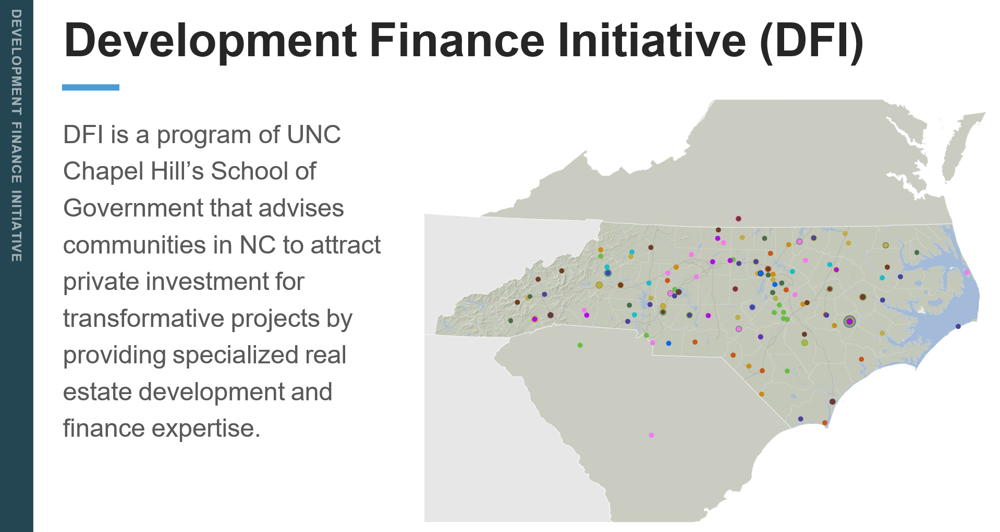 DEVELOPMENT FINANCE INITIATIVE
Development Finance Initiative (DFI)
DFI is a program of UNC
Chapel Hill’s School of
Government that advises
communities in NC to attract
private investment for
transformative projects by
providing specialized real
estate development and
finance expertise.